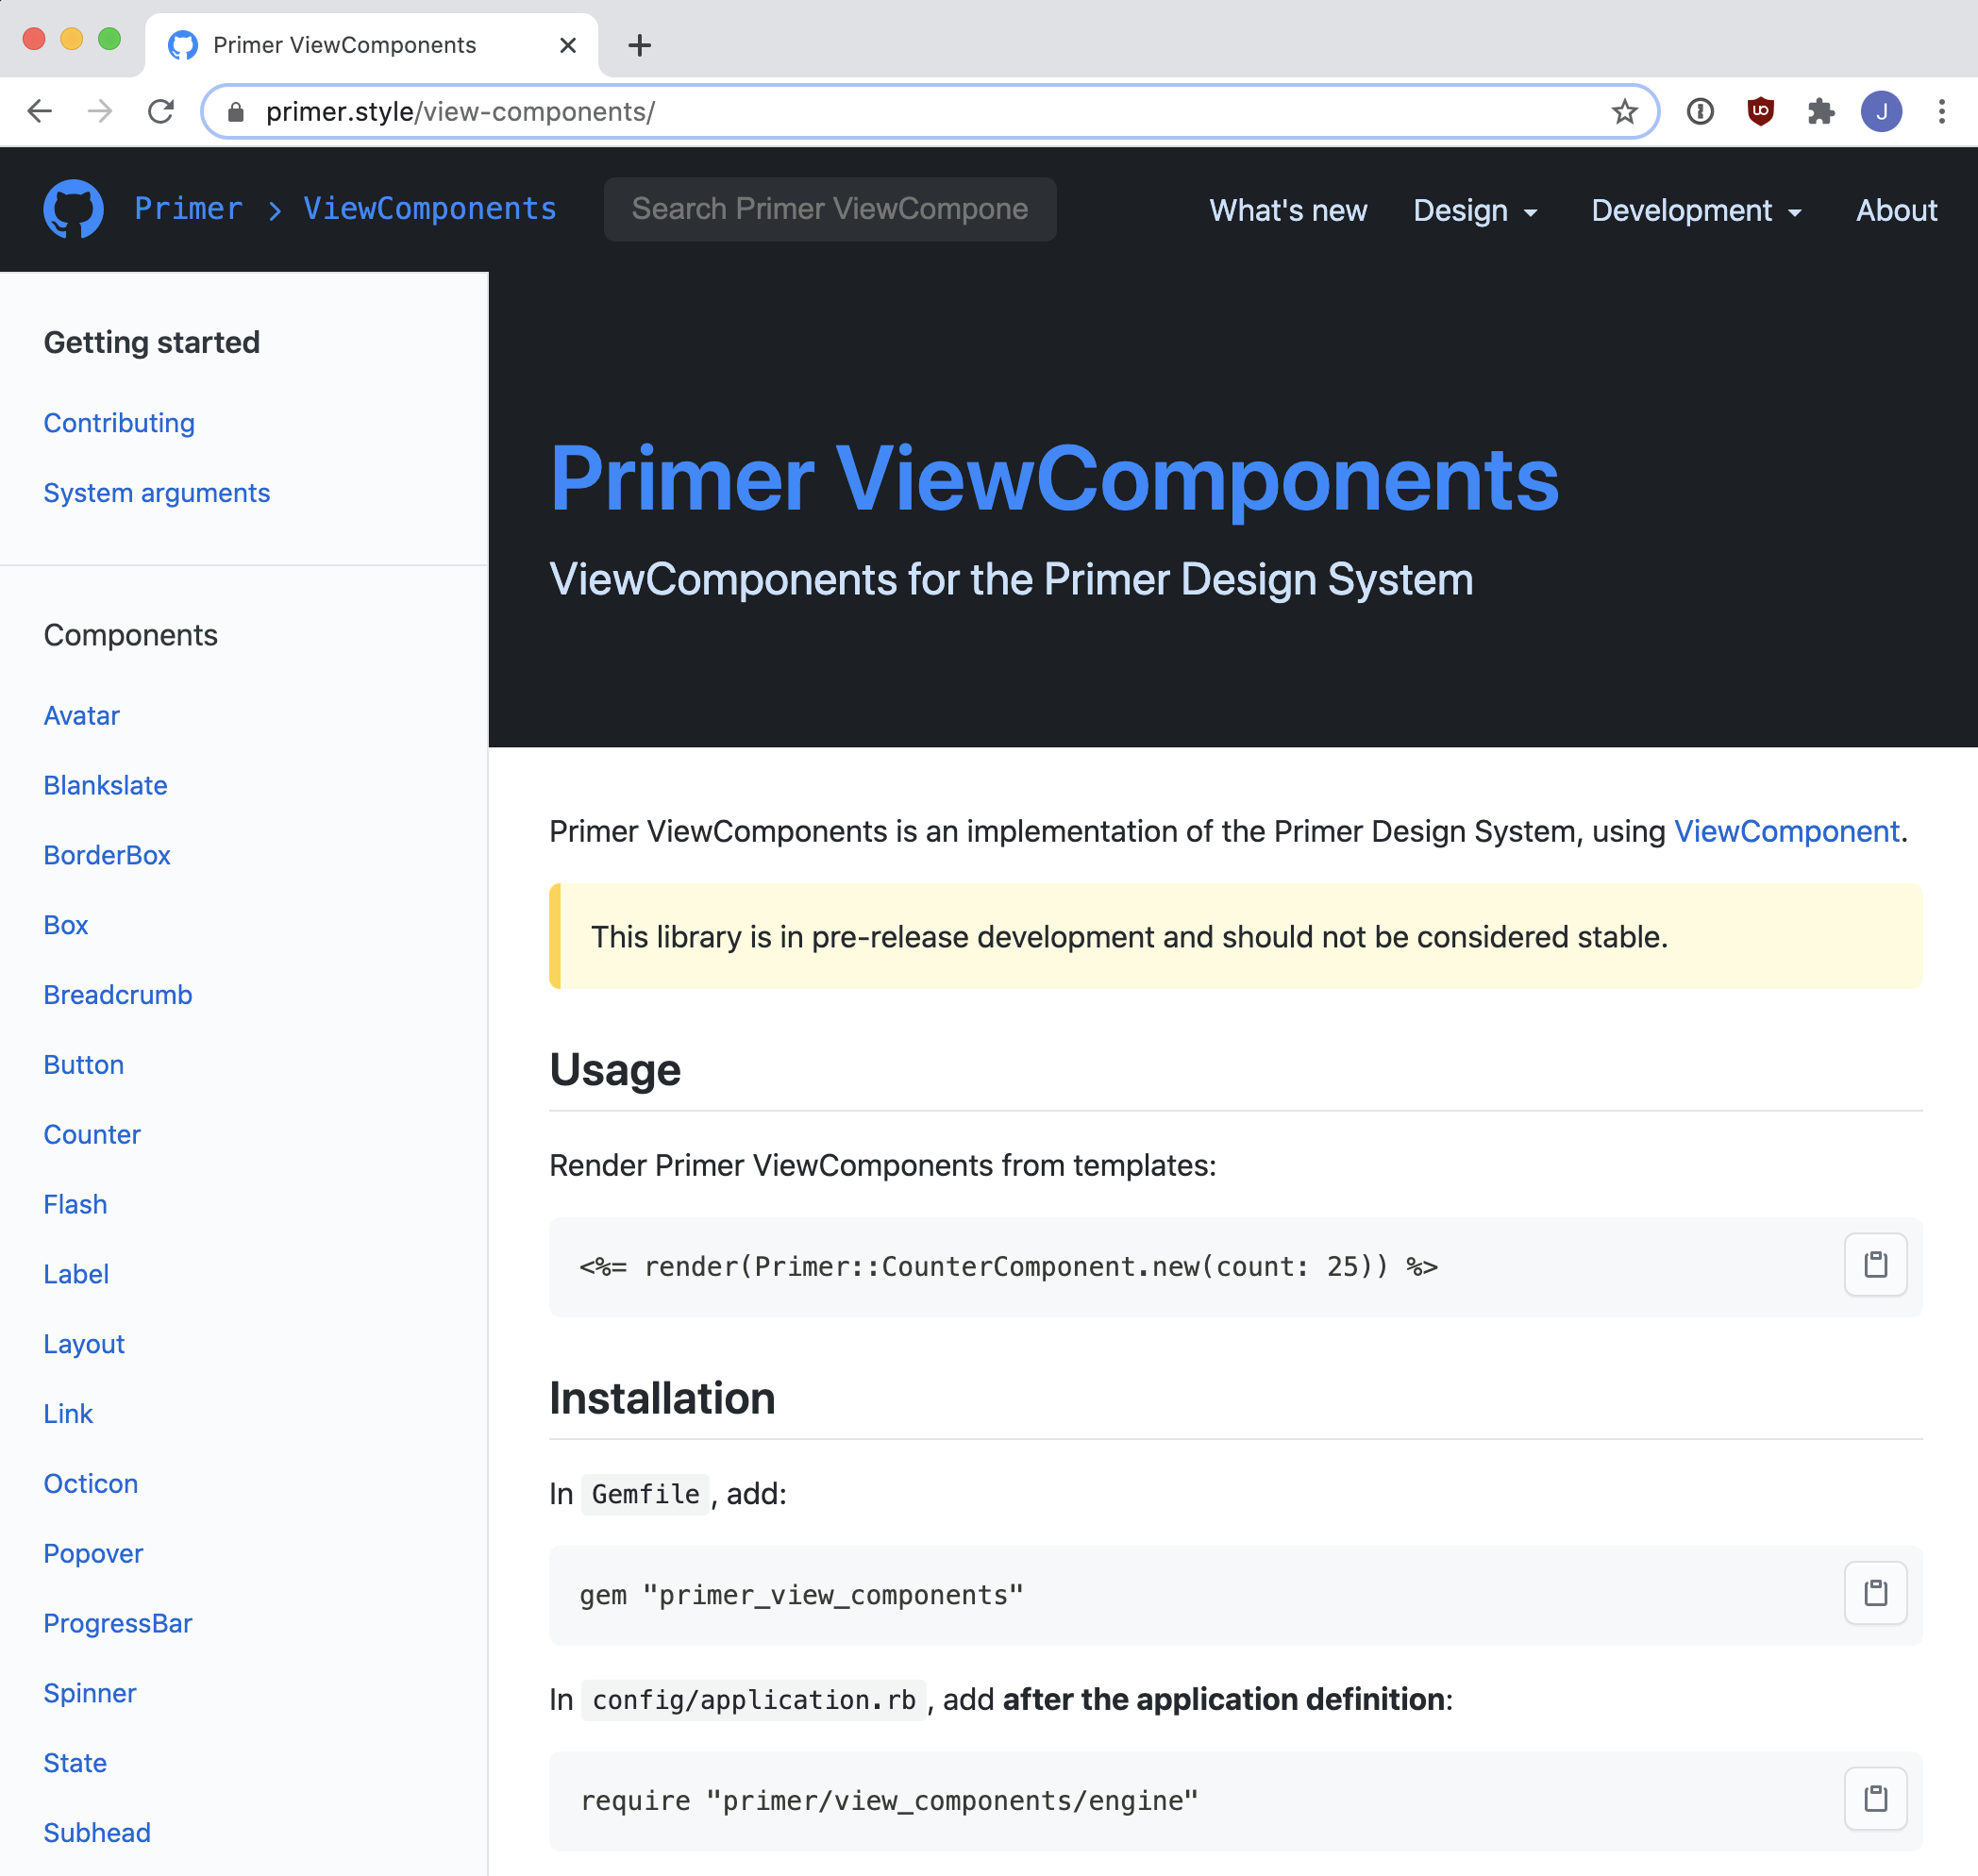 Primer ViewComponents
primer.style/view-components/
J
Primer > ViewComponents
Search Primer ViewCompone
What's new
Design
Development
About
Getting started
Contributing
System arguments
Components
Avatar
Blankslate
BorderBox
Box
Breadcrumb
Button
Counter
Flash
Label
Layout
Link
Octicon
Popover
ProgressBar
Spinner
State
Subhead
Primer ViewComponents
ViewComponents for the Primer Design System
Primer ViewComponents is an implementation of the Primer Design System, using ViewComponent.
This library is in pre-release development and should not be considered stable.
Usage
Render Primer ViewComponents from templates:
<%= render(Primer::CounterComponent.new(count: 25)) %>
Installation
In Gemfile, add:
gem "primer_view_components"
In config/application.rb, add after the application definition:
require "primer/view_components/engine"